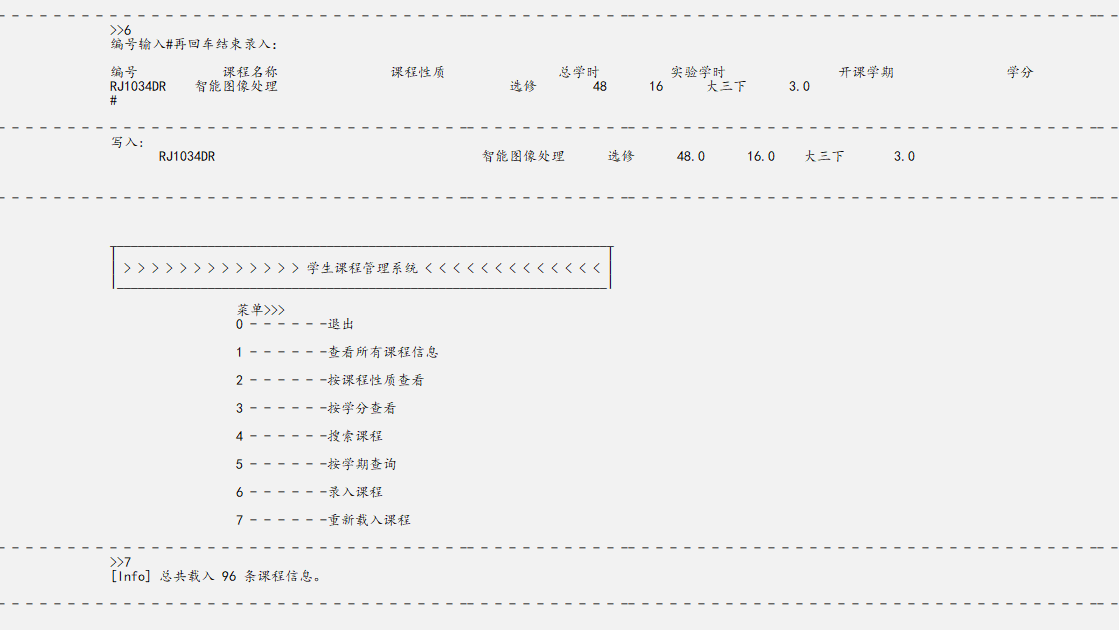 >>6
编号输入#再回车结束录入:
编号 课程名称 课程性质 总学时 实验学时 开课学期 学分
RJ1034DR 智能图像处理 选修 48 16 大三下 3.0
#
写入:
RJ1034DR 智能图像处理 选修 48.0 16.0 大三下 3.0
> > > > > > > > > > > > > 学生课程管理系统 < < < < < < < < < < < < <
菜单>>>
0 - - - - - -退出
1 - - - - - -查看所有课程信息
2 - - - - - -按课程性质查看
3 - - - - - -按学分查看
4 - - - - - -搜索课程
5 - - - - - -按学期查询
6 - - - - - -录入课程
7 - - - - - -重新载入课程
>>7
[Info] 总共载入 96 条课程信息。